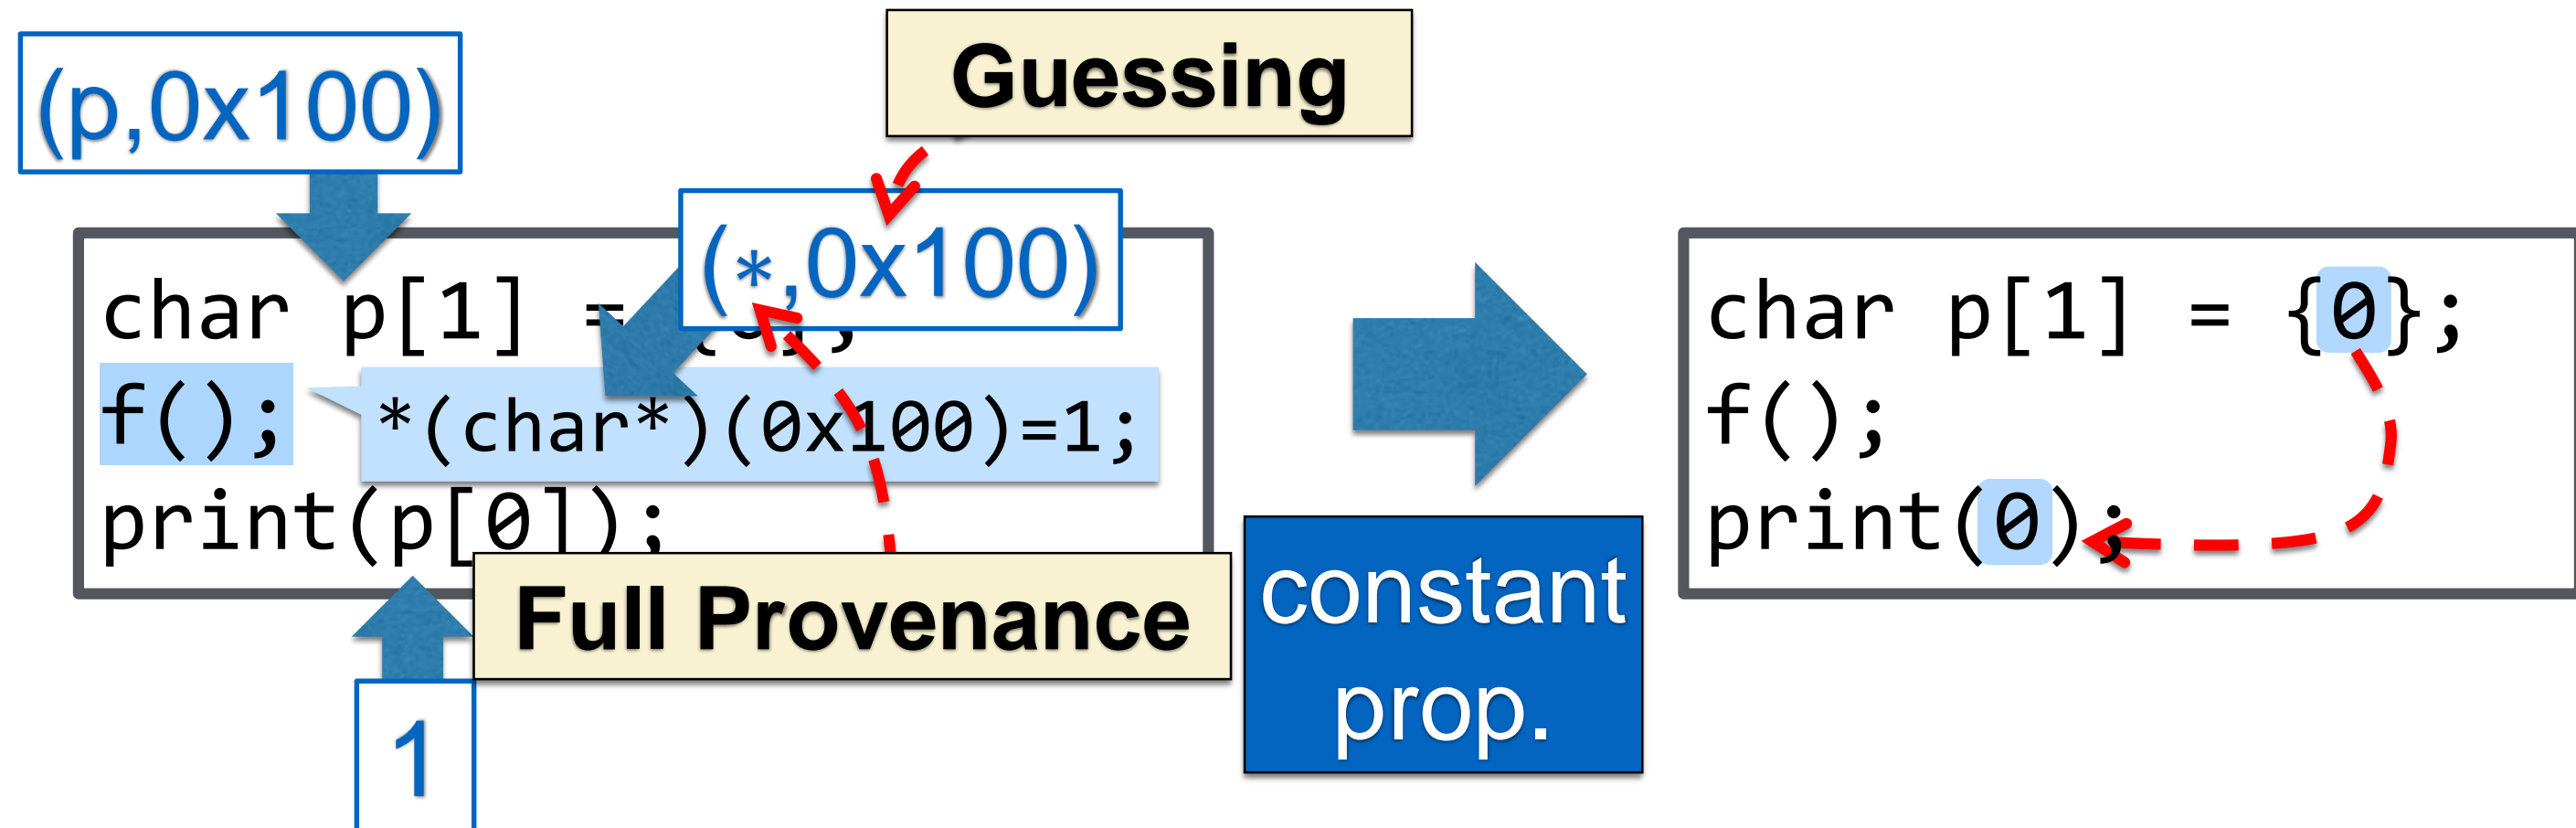 Guessing
(p,0x100)
(*,0x100)
char p[1] = {0};
f(); *(char*)(0x100)=1;
print(p[0]);
Full Provenance
1
constant
prop.
char p[1] = {0};
f();
print(0);